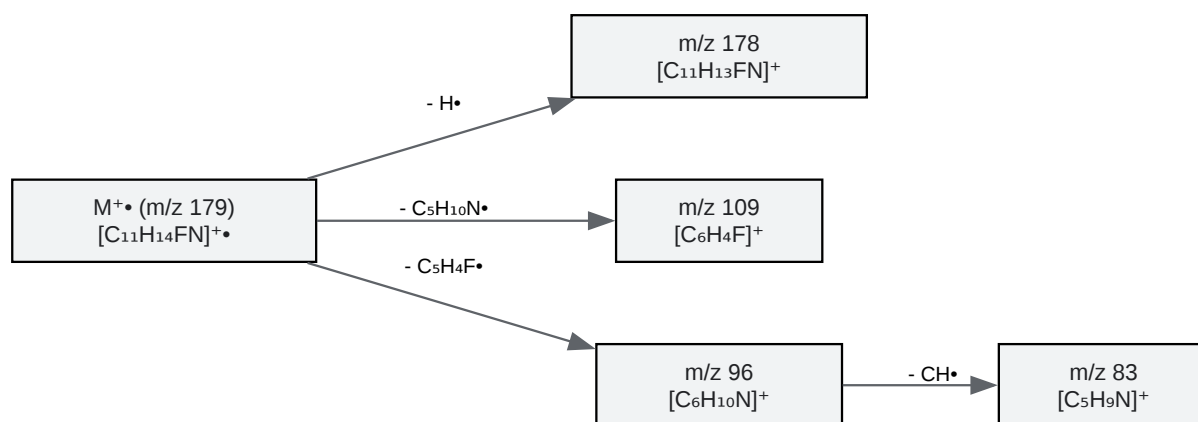 m/z 178
[C₁₁H₁₃FN]⁺
- H•
M⁺• (m/z 179)
[C₁₁H₁₄FN]⁺•
- C₅H₁₀N•
m/z 109
[C₆H₄F]⁺
- C₅H₄F•
m/z 96
[C₆H₁₀N]⁺
- CH•
m/z 83
[C₅H₉N]⁺